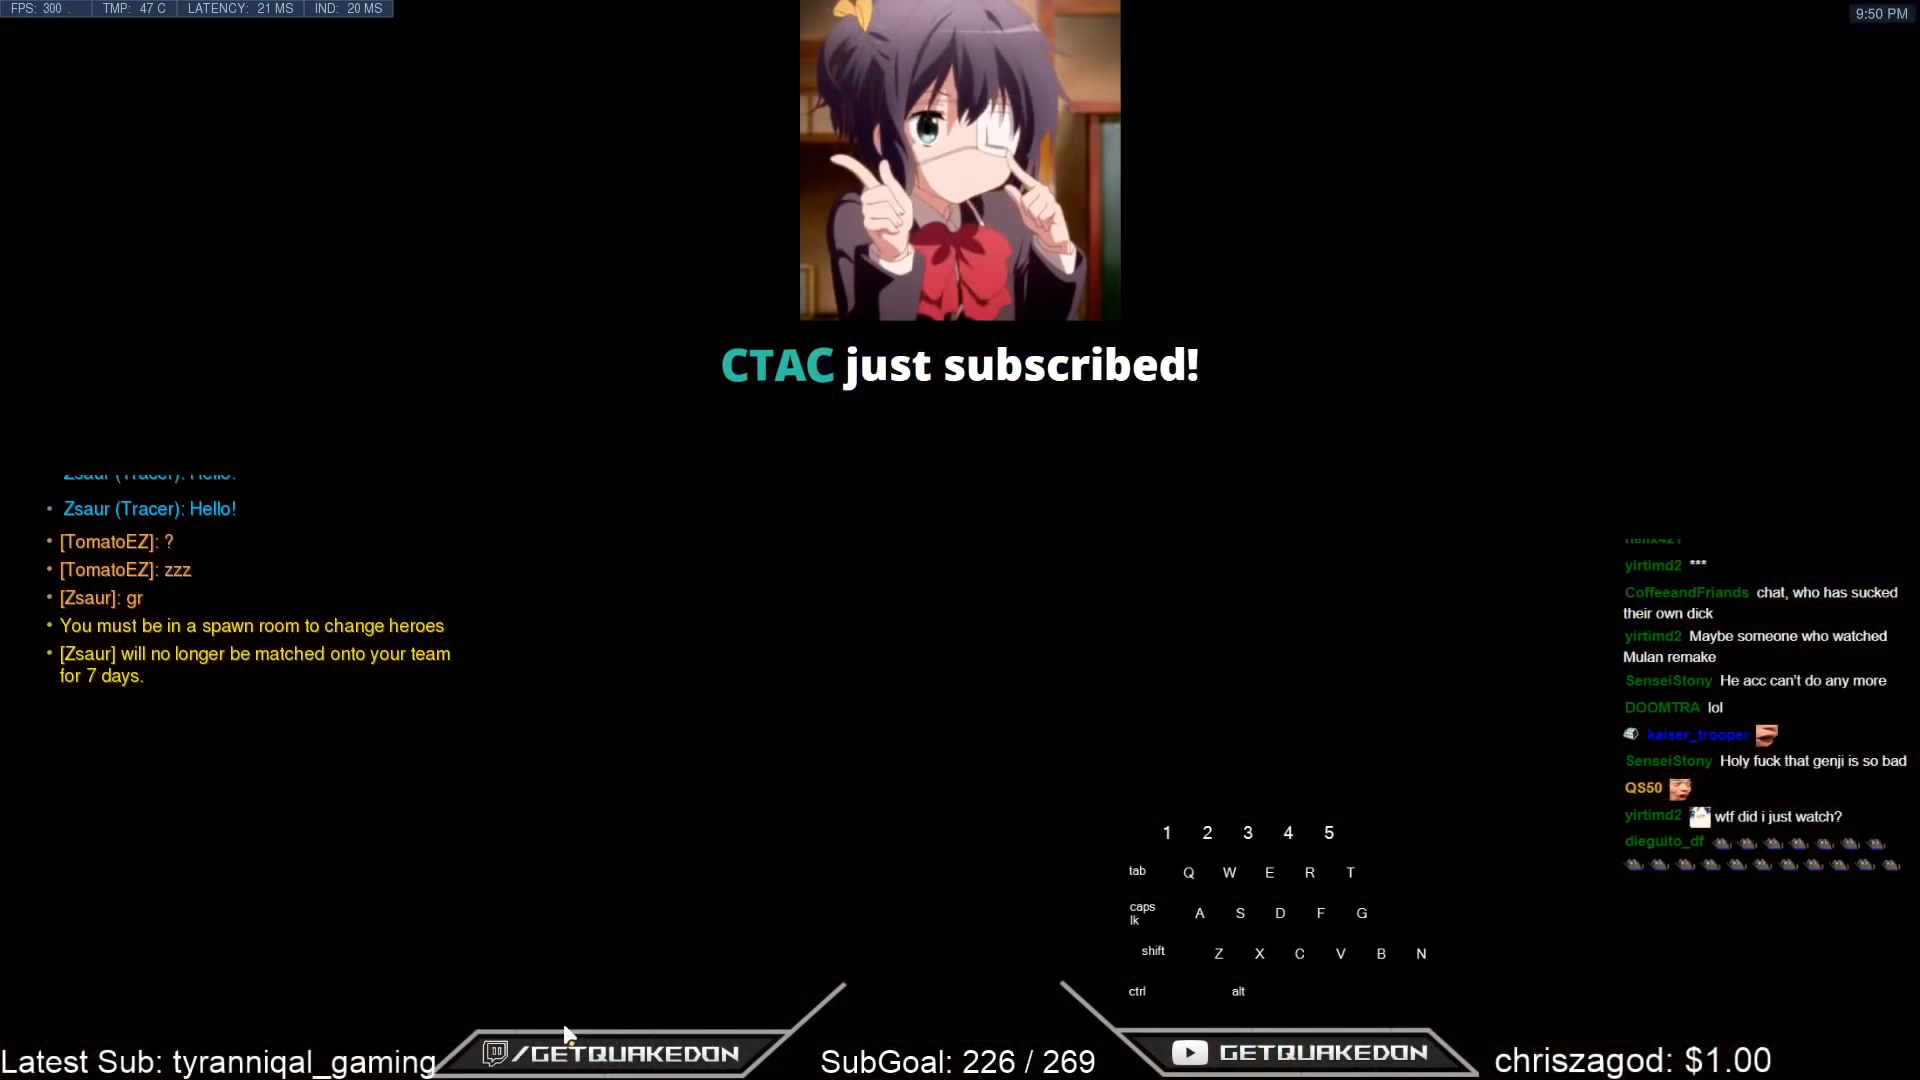 FPS: 300 . TMP: 47 C LATENCY: 21 MS IND: 20 MS
9:50 PM
CTAC just subscribed!
Zsaur (Tracer): Hello!
• Zsaur (Tracer): Hello!
• [TomatoEZ]: ?
• [TomatoEZ]: zzz
• [Zsaur]: gr
• You must be in a spawn room to change heroes
• [Zsaur] will no longer be matched onto your team
for 7 days.
yirtimd2 ***
CoffeeandFriands chat, who has sucked
their own dick
yirtimd2 Maybe someone who watched
Mulan remake
SenseiStony He acc can't do any more
DOOMTRA lol
kaiser_trooper
SenseiStony Holy fuck that genji is so bad
QS50
yirtimd2 wtf did i just watch?
dieguito_df
1 2 3 4 5
tab Q W E R T
caps
lk A S D F G
shift Z X C V B N
ctrl alt
Latest Sub: tyranniqal_gaming
/GETQUAKEDON
SubGoal: 226 / 269
GETQUAKEDON
chriszagod: $1.00